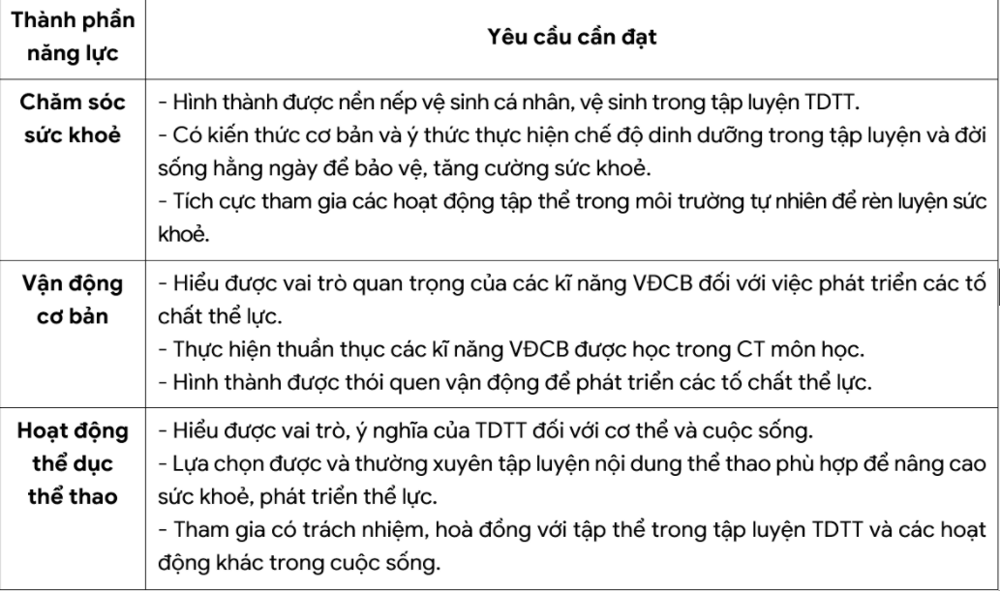 Thành phần
năng lực
Yêu cầu cần đạt
Chăm sóc
sức khoẻ
- Hình thành được nền nếp vệ sinh cá nhân, vệ sinh trong tập luyện TDTT.
- Có kiến thức cơ bản và ý thức thực hiện chế độ dinh dưỡng trong tập luyện và đời
sống hằng ngày để bảo vệ, tăng cường sức khoẻ.
- Tích cực tham gia các hoạt động tập thể trong môi trường tự nhiên để rèn luyện sức
khoẻ.
Vận động
cơ bản
- Hiểu được vai trò quan trọng của các kĩ năng VĐCB đối với việc phát triển các tố
chất thể lực.
- Thực hiện thuần thục các kĩ năng VĐCB được học trong CT môn học.
- Hình thành được thói quen vận động để phát triển các tố chất thể lực.
Hoạt động
thể dục
thể thao
- Hiểu được vai trò, ý nghĩa của TDTT đối với cơ thể và cuộc sống.
- Lựa chọn được và thường xuyên tập luyện nội dung thể thao phù hợp để nâng cao
sức khoẻ, phát triển thể lực.
- Tham gia có trách nhiệm, hoà đồng với tập thể trong tập luyện TDTT và các hoạt
động khác trong cuộc sống.